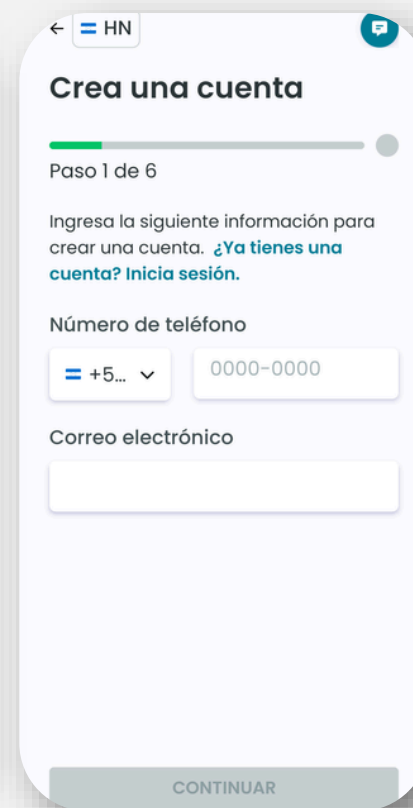 HN
Crea una cuenta
Paso 1 de 6
Ingresa la siguiente información para
crear una cuenta. ¿Ya tienes una
cuenta? Inicia sesión.
Número de teléfono
+5... 0000-0000
Correo electrónico
CONTINUAR